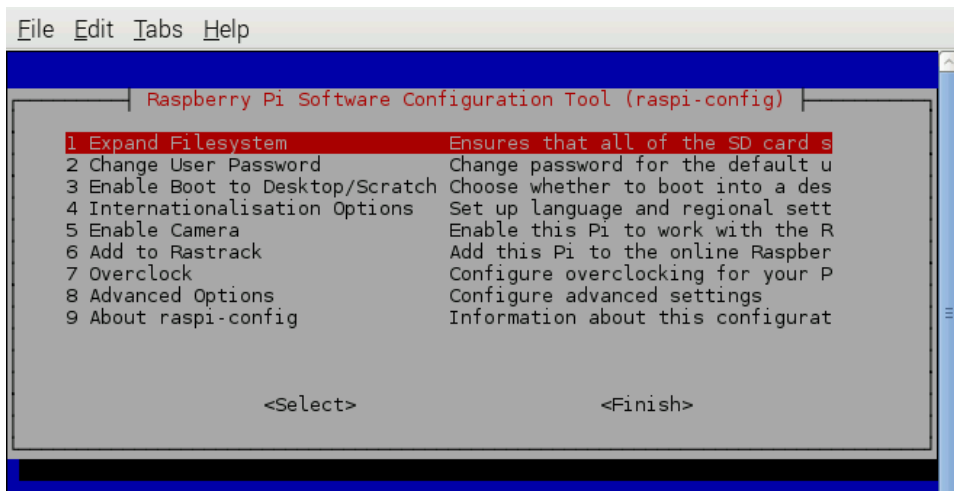 File Edit Tabs Help
Raspberry Pi Software Configuration Tool (raspi-config)
1 Expand Filesystem Ensures that all of the SD card s
2 Change User Password Change password for the default u
3 Enable Boot to Desktop/Scratch Choose whether to boot into a des
4 Internationalisation Options Set up language and regional sett
5 Enable Camera Enable this Pi to work with the R
6 Add to Rastrack Add this Pi to the online Raspber
7 Overclock Configure overclocking for your P
8 Advanced Options Configure advanced settings
9 About raspi-config Information about this configurat
<Select> <Finish>